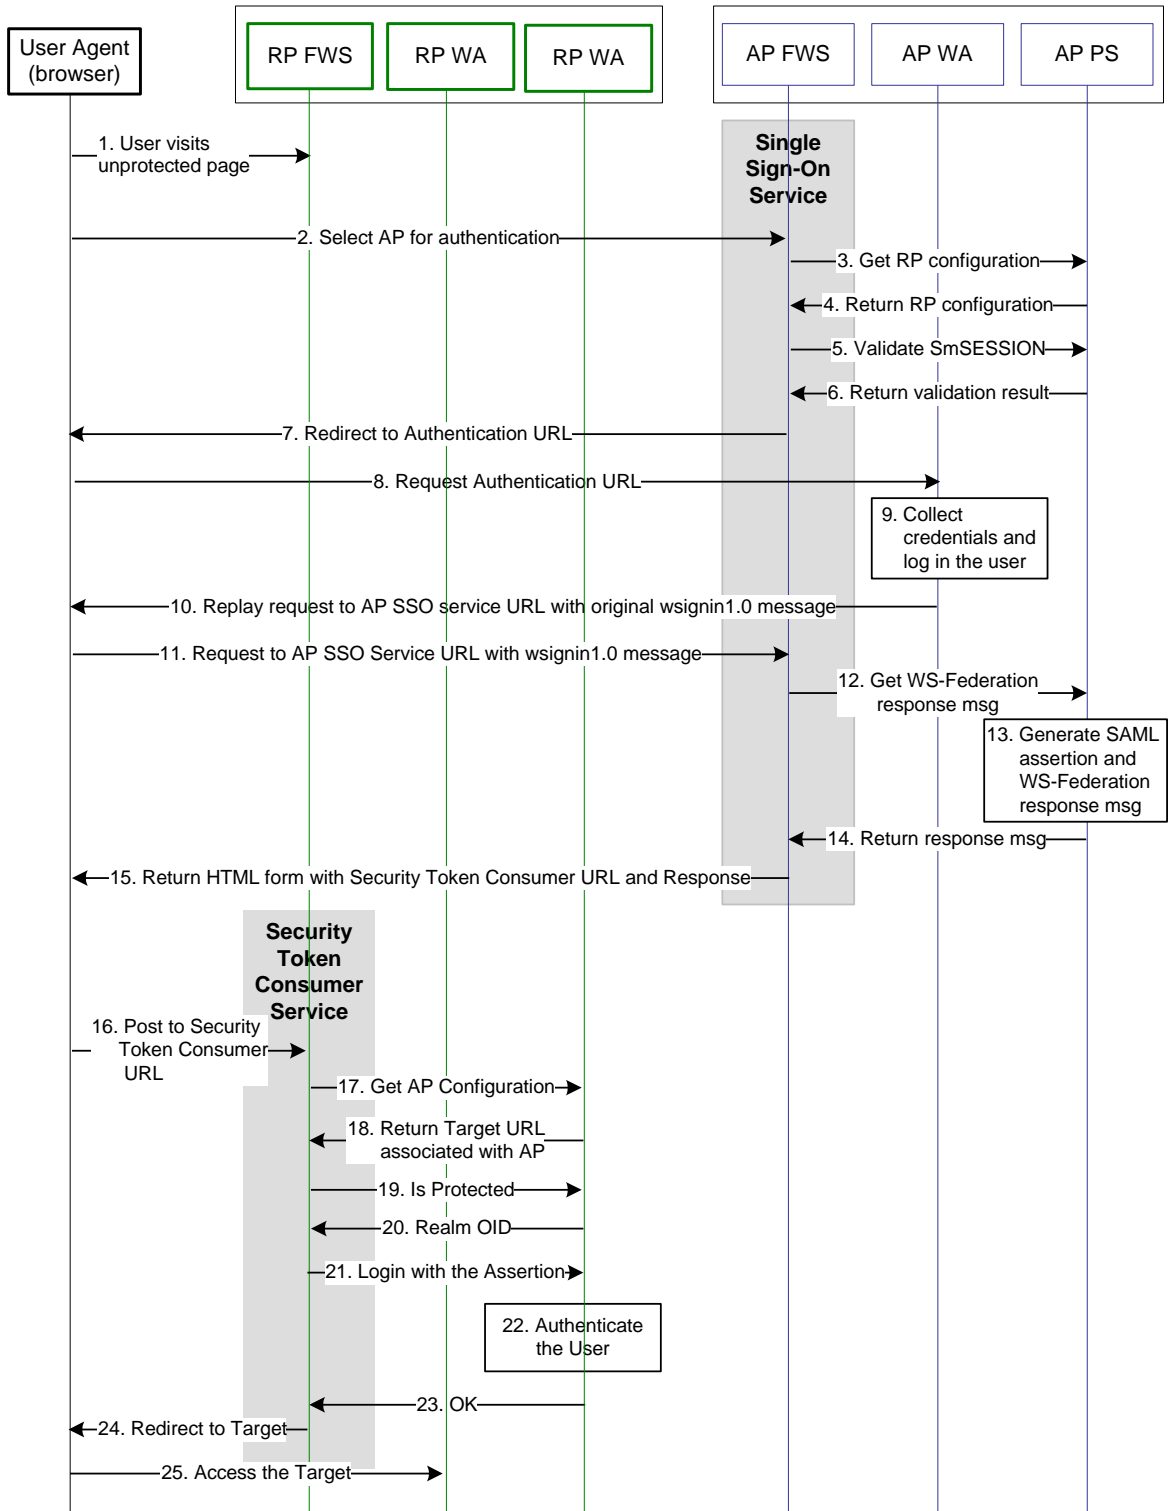 User Agent
(browser)
RP FWS
RP WA
RP WA
AP FWS
AP WA
AP PS
1. User visits
unprotected page
Single
Sign-On
Service
2. Select AP for authentication
3. Get RP configuration
4. Return RP configuration
5. Validate SmSESSION
6. Return validation result
7. Redirect to Authentication URL
8. Request Authentication URL
9. Collect
credentials and
log in the user
10. Replay request to AP SSO service URL with original wsignin1.0 message
11. Request to AP SSO Service URL with wsignin1.0 message
12. Get WS-Federation
response msg
13. Generate SAML
assertion and
WS-Federation
response msg
14. Return response msg
15. Return HTML form with Security Token Consumer URL and Response
Security
Token
Consumer
Service
16. Post to Security
Token Consumer
URL
17. Get AP Configuration
18. Return Target URL
associated with AP
19. Is Protected
20. Realm OID
21. Login with the Assertion
22. Authenticate
the User
23. OK
24. Redirect to Target
25. Access the Target